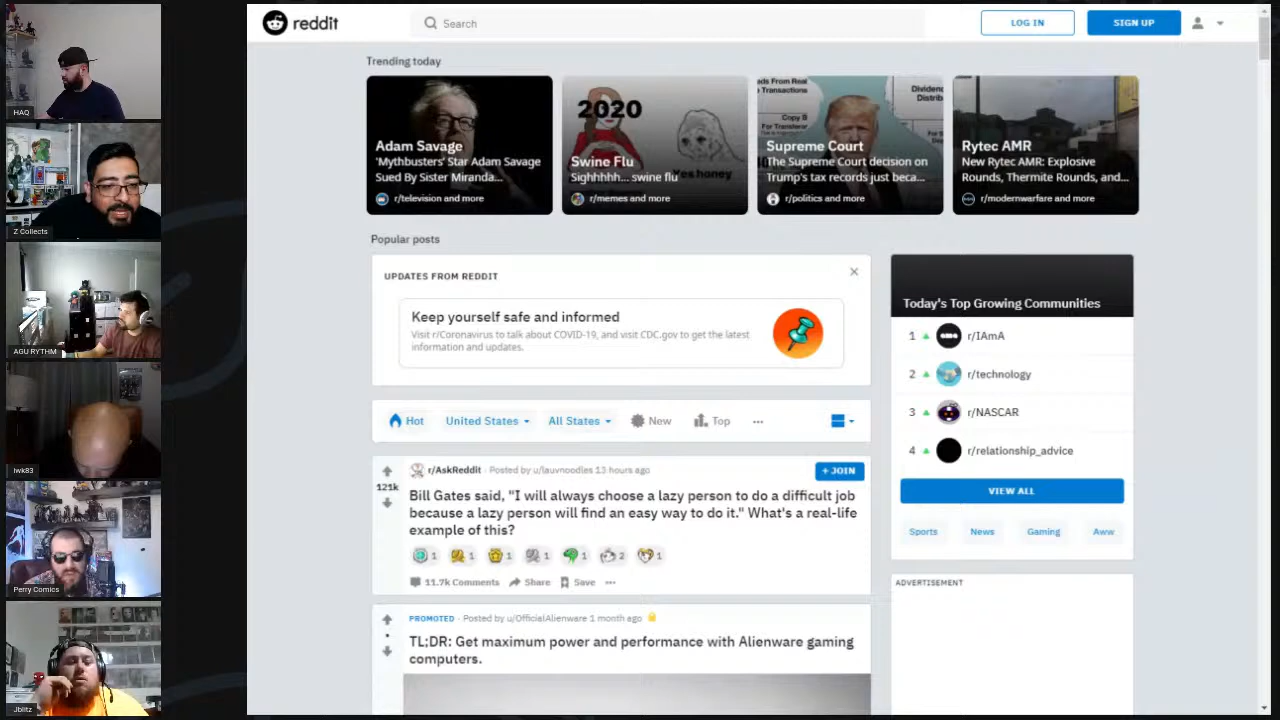 HAQ
Z Collects
AGU RYTHM
lwk83
Perry Comics
Jblitz
reddit
Search
LOG IN
SIGN UP
Trending today
Adam Savage
'Mythbusters' Star Adam Savage
Sued By Sister Miranda...
r/television and more
2020
Yes honey
Swine Flu
Sighhhhh... swine flu
r/memes and more
Supreme Court
The Supreme Court decision on
Trump's tax records just beca...
r/politics and more
Rytec AMR
New Rytec AMR: Explosive
Rounds, Thermite Rounds, and...
r/modernwarfare and more
Popular posts
UPDATES FROM REDDIT
Keep yourself safe and informed
Visit r/Coronavirus to talk about COVID-19, and visit CDC.gov to get the latest
information and updates.
Hot
United States
All States
New
Top
121k
r/AskReddit · Posted by u/lauvnoodles 13 hours ago
+ JOIN
Bill Gates said, "I will always choose a lazy person to do a difficult job
because a lazy person will find an easy way to do it." What's a real-life
example of this?
1 1 1 1 1 2 1
11.7k Comments Share Save
PROMOTED · Posted by u/OfficialAlienware 1 month ago
TL;DR: Get maximum power and performance with Alienware gaming
computers.
Today's Top Growing Communities
1 r/IAmA
2 r/technology
3 r/NASCAR
4 r/relationship_advice
VIEW ALL
Sports News Gaming Aww
ADVERTISEMENT